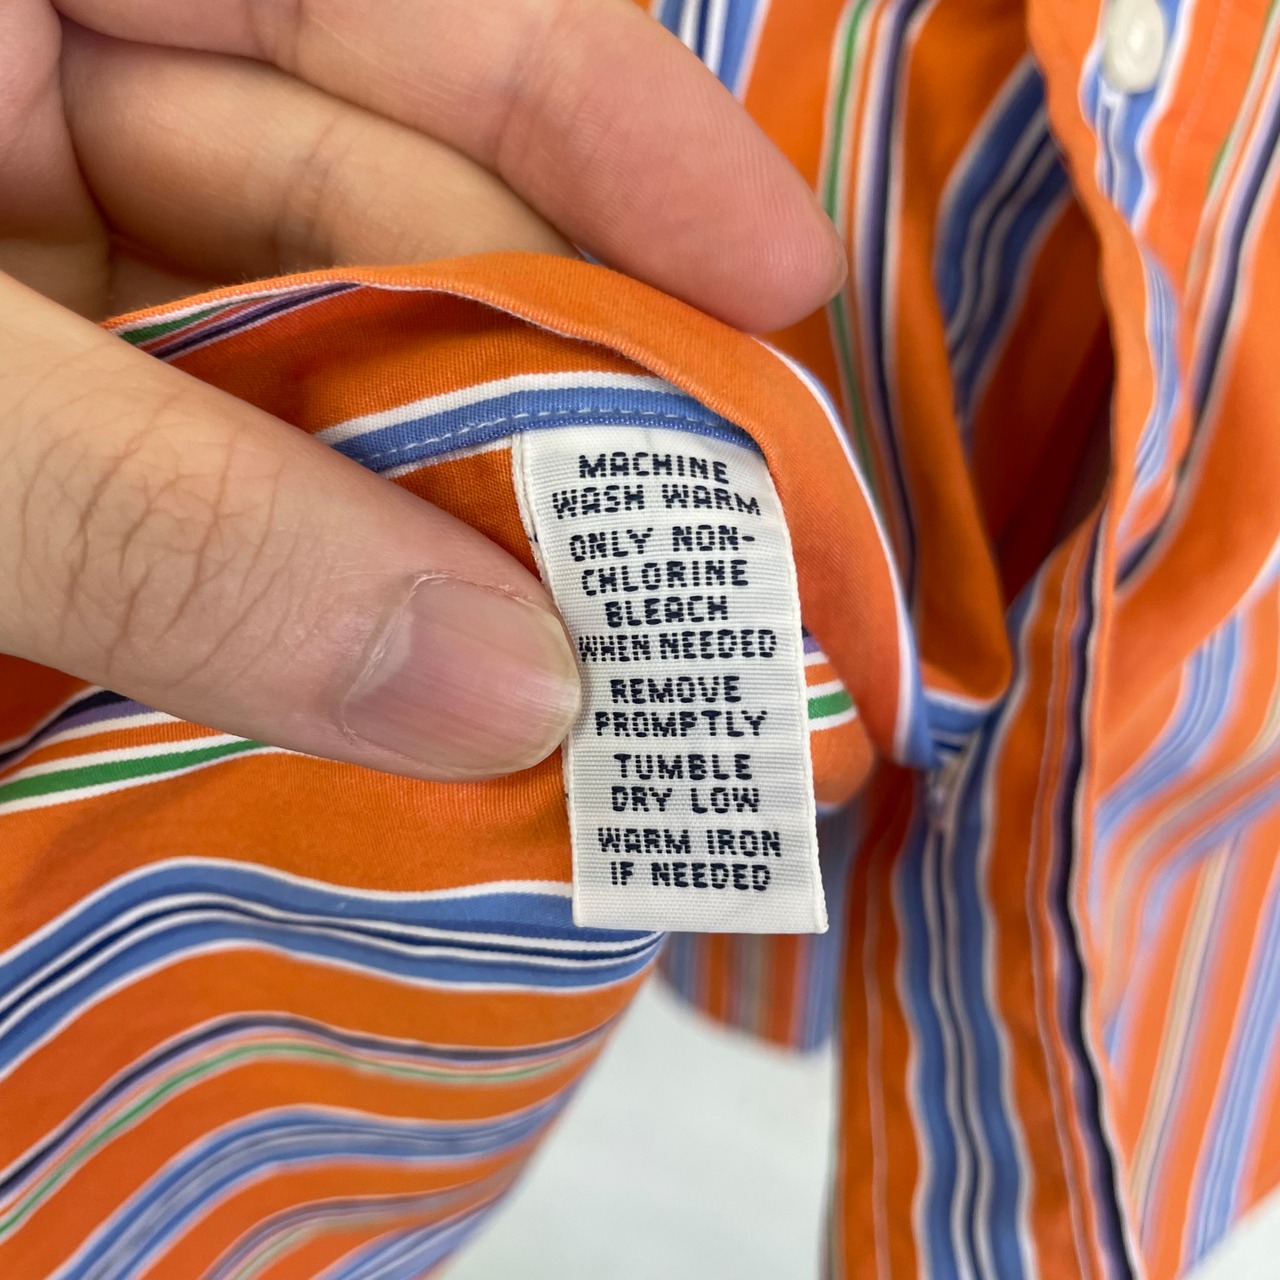 MACHINE
WASH WARM
ONLY NON-
CHLORINE
BLEACH
WHEN NEEDED
REMOVE
PROMPTLY
TUMBLE
DRY LOW
WARM IRON
IF NEEDED